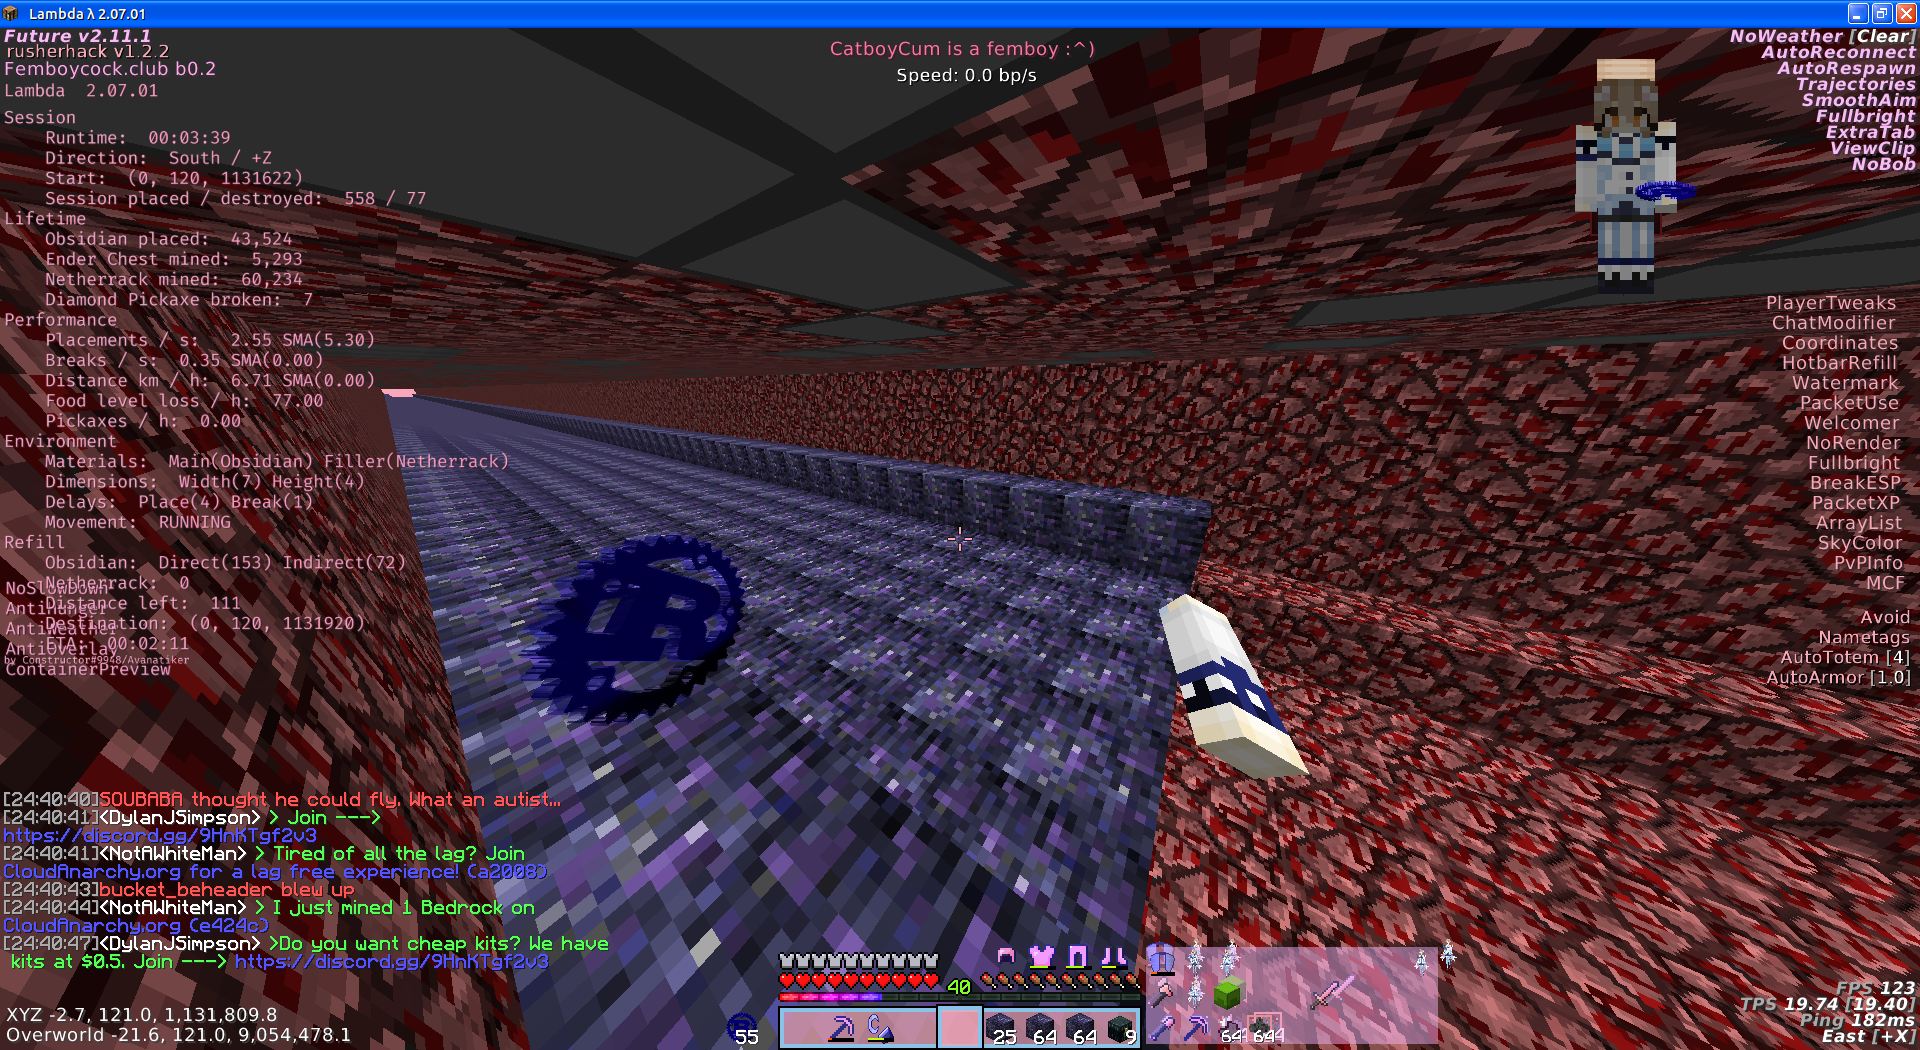 Lambda λ 2.07.01
Future v2.11.1
rusherhack v1.2.2
Femboycock.club b0.2
Lambda 2.07.01
Session
Runtime: 00:03:39
Direction: South / +Z
Start: (0, 120, 1131622)
Session placed / destroyed: 558 / 77
Lifetime
Obsidian placed: 43,524
Ender Chest mined: 5,293
Netherrack mined: 60,234
Diamond Pickaxe broken: 7
Performance
Placements / s: 2.55 SMA(5.30)
Breaks / s: 0.35 SMA(0.00)
Distance km / h: 6.71 SMA(0.00)
Food level loss / h: 77.00
Pickaxes / h: 0.00
Environment
Materials: Main(Obsidian) Filler(Netherrack)
Dimensions: Width(7) Height(4)
Delays: Place(4) Break(1)
Movement: RUNNING
Refill
Obsidian: Direct(153) Indirect(72)
Netherrack: 0
NoSlowDown
Distance left: 111
AntiHunger
Destination: (0, 120, 1131920)
AntiWeather
ETA: 00:02:11
AntiOverlay
by Constructor#9948/Avanatiker
ContainerPreview
CatboyCum is a femboy :^)
Speed: 0.0 bp/s
NoWeather [Clear]
AutoReconnect
AutoRespawn
Trajectories
SmoothAim
Fullbright
ExtraTab
ViewClip
NoBob
PlayerTweaks
ChatModifier
Coordinates
HotbarRefill
Watermark
PacketUse
Welcomer
NoRender
Fullbright
BreakESP
PacketXP
ArrayList
SkyColor
PvPInfo
MCF
Avoid
Nametags
AutoTotem [4]
AutoArmor [1.0]
[24:40:40]SOUBABA thought he could fly. What an autist...
[24:40:41]<DylanJSimpson> > Join --->
https://discord.gg/9HnKTgf2v3
[24:40:41]<NotAWhiteMan> > Tired of all the lag? Join
CloudAnarchy.org for a lag free experience! (a2008)
[24:40:43]bucket_beheader blew up
[24:40:44]<NotAWhiteMan> > I just mined 1 Bedrock on
CloudAnarchy.org (e424c)
[24:40:47]<DylanJSimpson> >Do you want cheap kits? We have
kits at $0.5. Join ---> https://discord.gg/9HnKTgf2v3
XYZ -2.7, 121.0, 1,131,809.8
Overworld -21.6, 121.0, 9,054,478.1
40
55
25 64 64 9
64 64
FPS 123
TPS 19.74 [19.40]
Ping 182ms
East [+X]